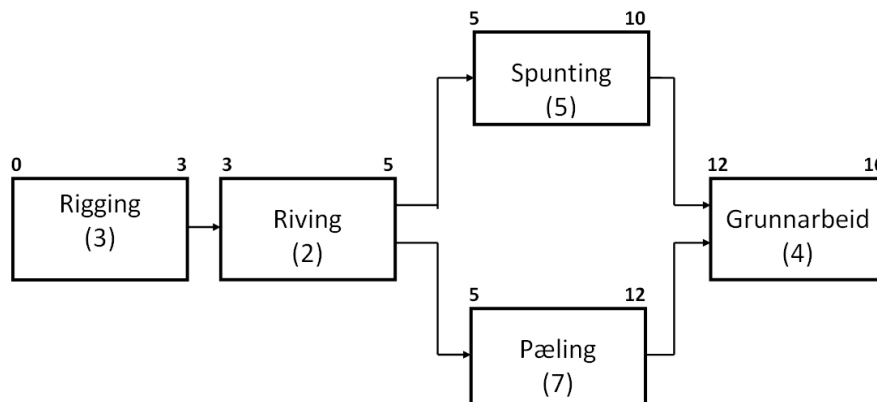 5 10
Spunting
(5)
0 3
Rigging
(3)
3 5
Riving
(2)
12 16
Grunnarbeid
(4)
5 12
Pæling
(7)